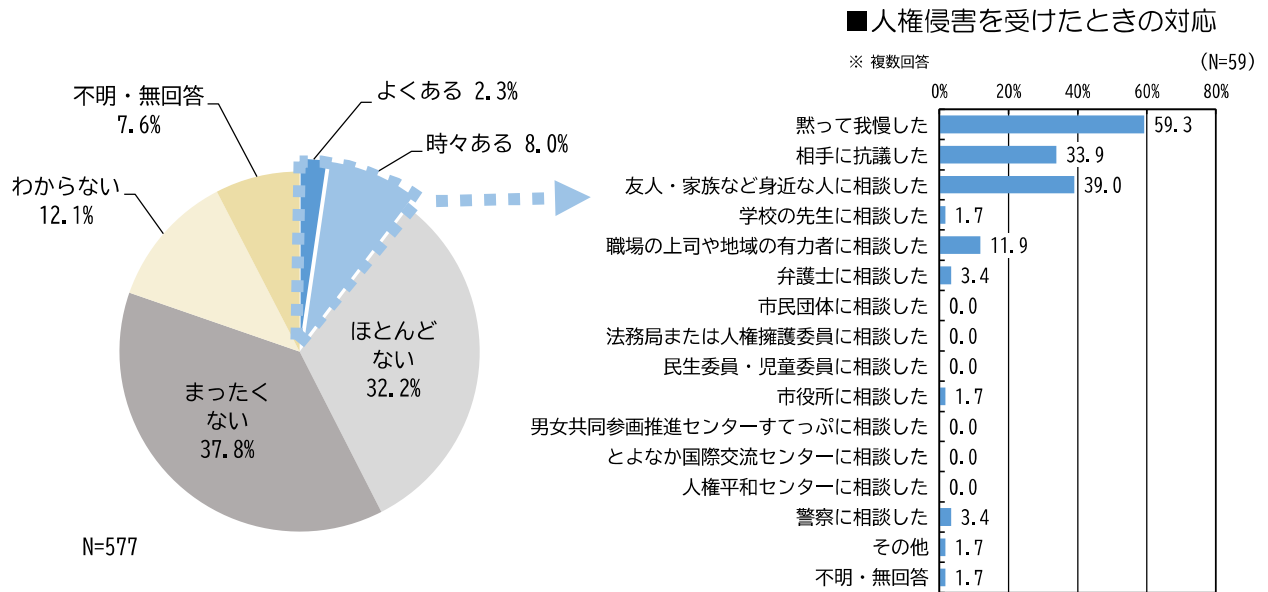 ■人権侵害を受けたときの対応
※ 複数回答
(N=59)
よくある 2.3%
時々ある 8.0%
ほとんど
ない
32.2%
まったく
ない
37.8%
わからない
12.1%
不明・無回答
7.6%
N=577
0% 20% 40% 60% 80%
黙って我慢した 59.3
相手に抗議した 33.9
友人・家族など身近な人に相談した 39.0
学校の先生に相談した 1.7
職場の上司や地域の有力者に相談した 11.9
弁護士に相談した 3.4
市民団体に相談した 0.0
法務局または人権擁護委員に相談した 0.0
民生委員・児童委員に相談した 0.0
市役所に相談した 1.7
男女共同参画推進センターすてっぷに相談した 0.0
とよなか国際交流センターに相談した 0.0
人権平和センターに相談した 0.0
警察に相談した 3.4
その他 1.7
不明・無回答 1.7